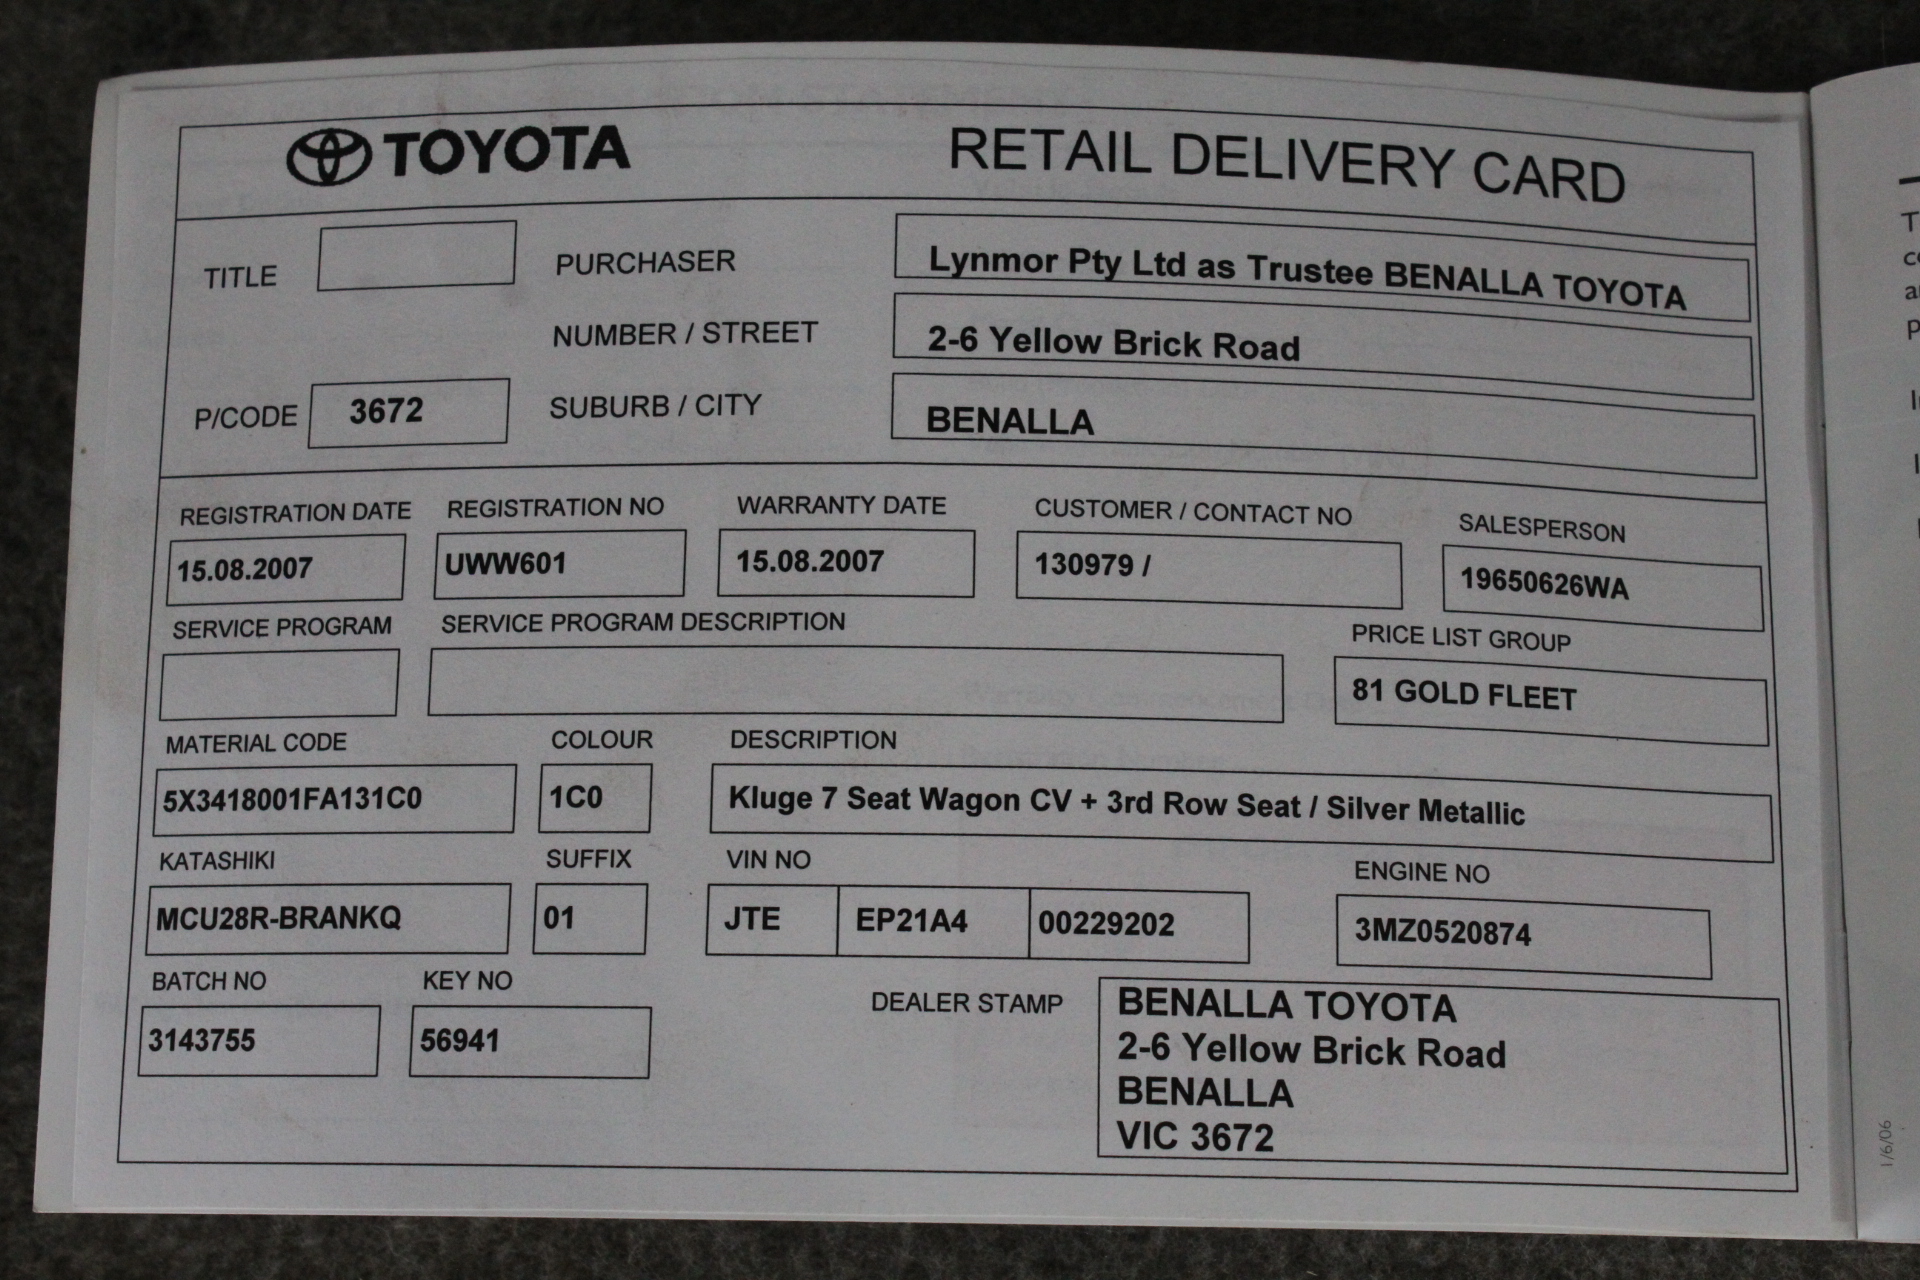 TOYOTA RETAIL DELIVERY CARD
TITLE PURCHASER Lynmor Pty Ltd as Trustee BENALLA TOYOTA
NUMBER / STREET 2-6 Yellow Brick Road
P/CODE 3672 SUBURB / CITY BENALLA
REGISTRATION DATE REGISTRATION NO WARRANTY DATE CUSTOMER / CONTACT NO SALESPERSON
15.08.2007 UWW601 15.08.2007 130979 / 19650626WA
SERVICE PROGRAM SERVICE PROGRAM DESCRIPTION PRICE LIST GROUP
81 GOLD FLEET
MATERIAL CODE COLOUR DESCRIPTION
5X3418001FA131C0 1C0 Kluge 7 Seat Wagon CV + 3rd Row Seat / Silver Metallic
KATASHIKI SUFFIX VIN NO ENGINE NO
MCU28R-BRANKQ 01 JTE EP21A4 00229202 3MZ0520874
BATCH NO KEY NO DEALER STAMP
3143755 56941
BENALLA TOYOTA
2-6 Yellow Brick Road
BENALLA
VIC 3672
1/6/06